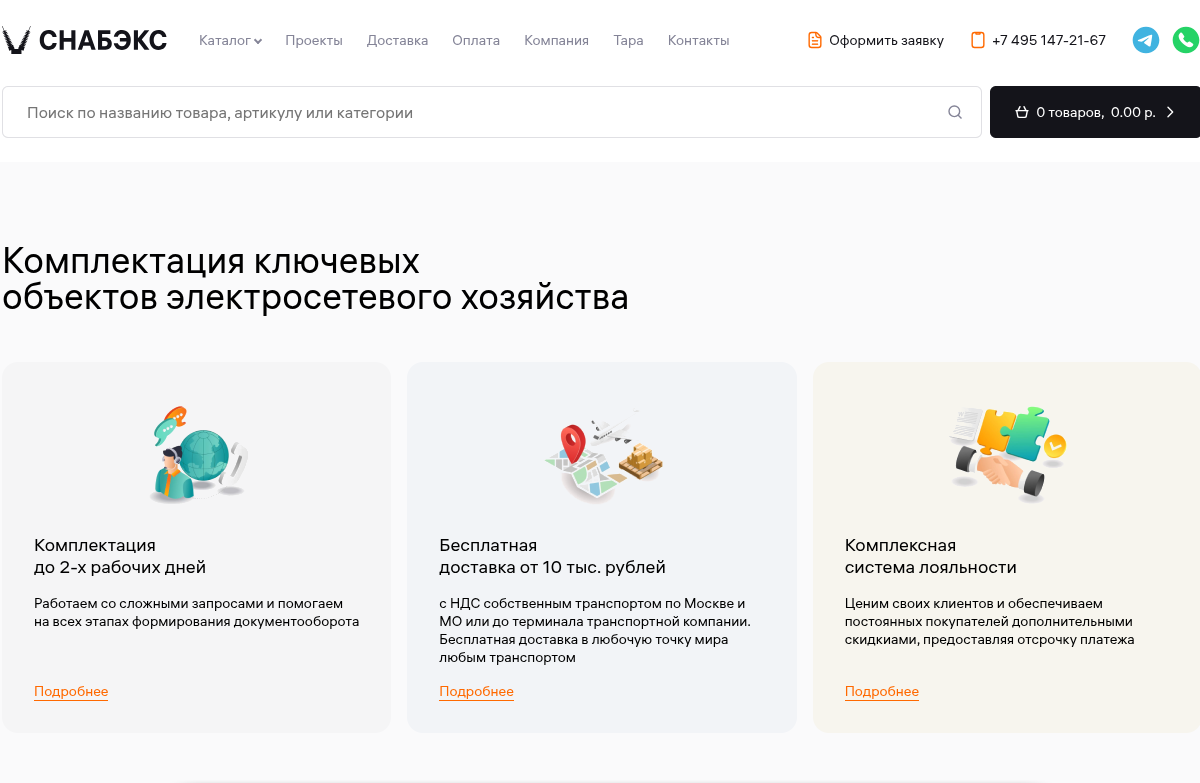 СНАБЭКС
Каталог Проекты Доставка Оплата Компания Тара Контакты
Оформить заявку
+7 495 147-21-67
Поиск по названию товара, артикулу или категории
0 товаров, 0.00 р.
Комплектация ключевых
объектов электросетевого хозяйства
Комплектация
до 2-х рабочих дней
Работаем со сложными запросами и помогаем
на всех этапах формирования документооборота
Подробнее
Бесплатная
доставка от 10 тыс. рублей
с НДС собственным транспортом по Москве и
МО или до терминала транспортной компании.
Бесплатная доставка в любочую точку мира
любым транспортом
Подробнее
Комплексная
система лояльности
Ценим своих клиентов и обеспечиваем
постоянных покупателей дополнительными
скидкиами, предоставляя отсрочку платежа
Подробнее